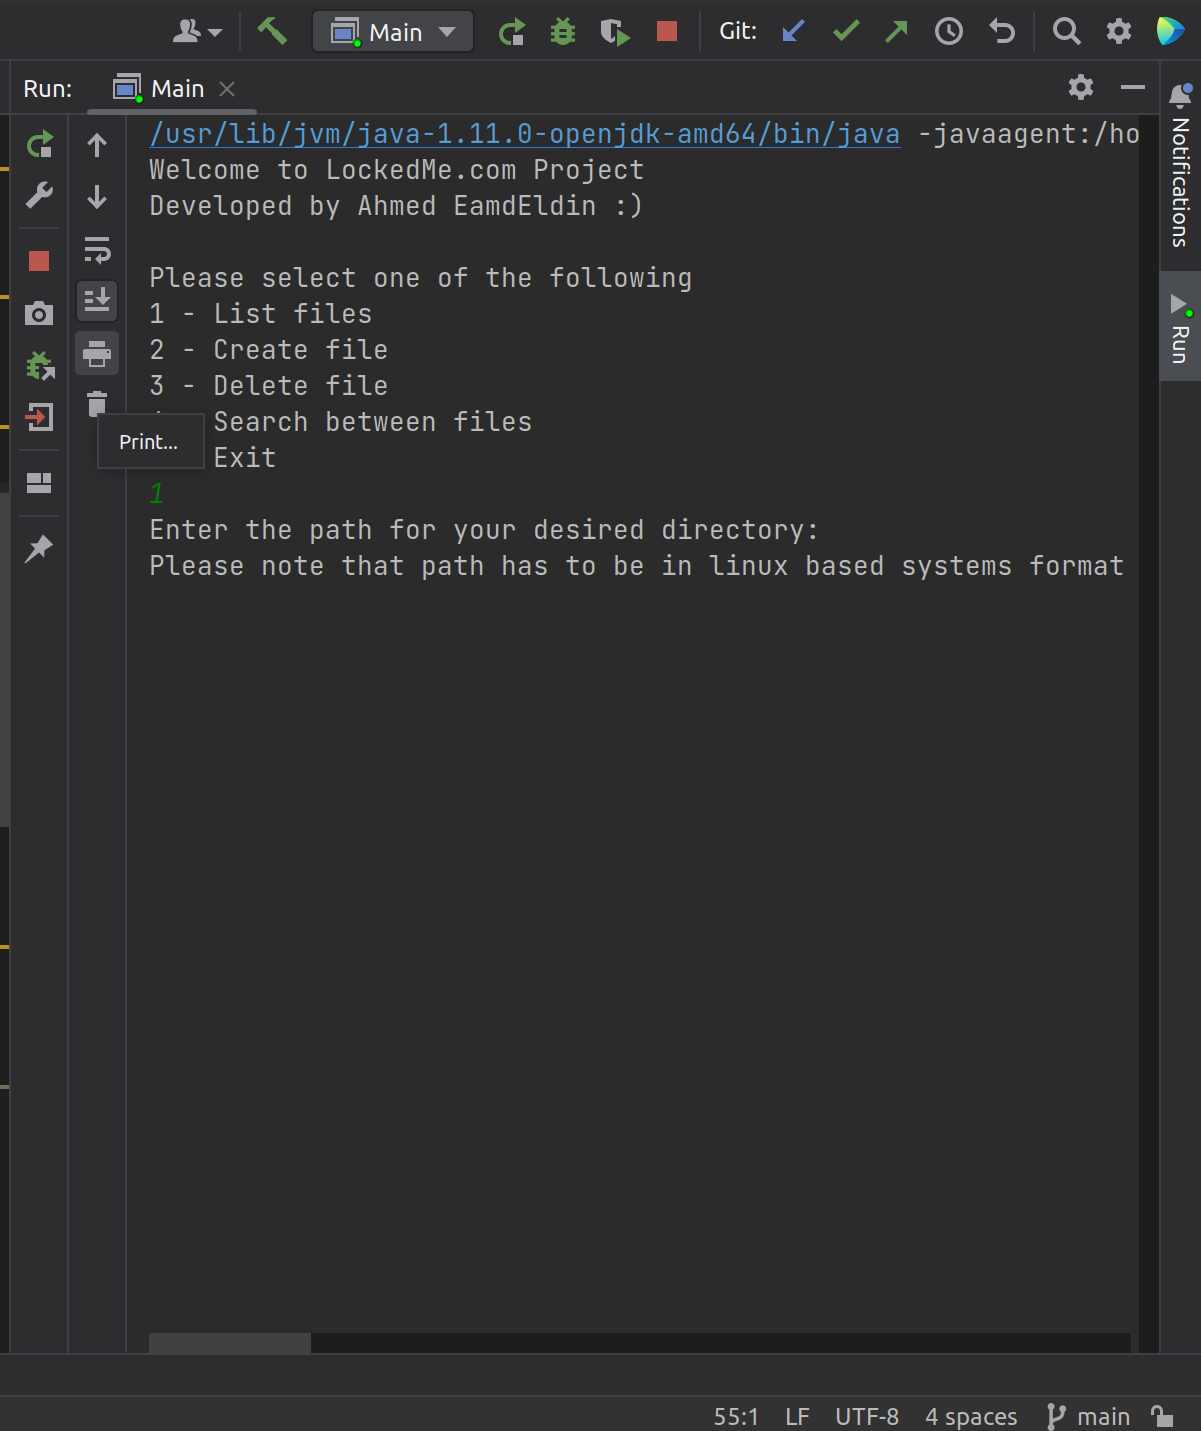 Main
Git:
Run:
Main
/usr/lib/jvm/java-1.11.0-openjdk-amd64/bin/java -javaagent:/ho
Welcome to LockedMe.com Project
Developed by Ahmed EamdEldin :)
Please select one of the following
1 - List files
2 - Create file
3 - Delete file
Search between files
Exit
Print...
1
Enter the path for your desired directory:
Please note that path has to be in linux based systems format
Notifications
Run
55:1 LF UTF-8 4 spaces main